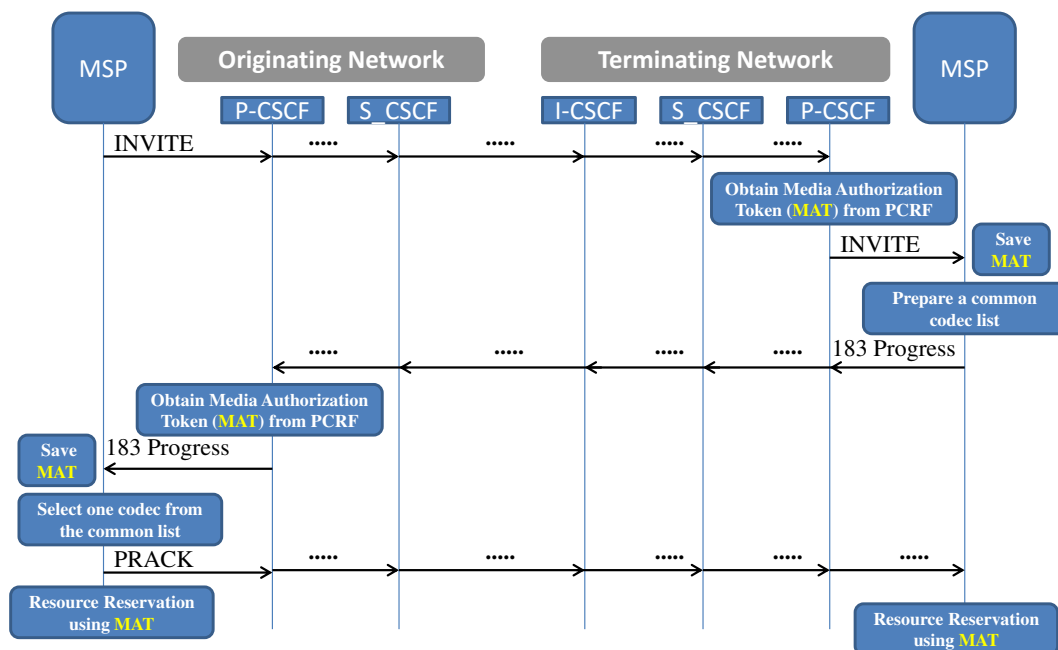 MSP
Originating Network
Terminating Network
MSP
P-CSCF
S_CSCF
I-CSCF
S_CSCF
P-CSCF
INVITE
.....
.....
.....
.....
Obtain Media Authorization
Token (MAT) from PCRF
INVITE
Save
MAT
Prepare a common
codec list
.....
.....
.....
.....
183 Progress
Obtain Media Authorization
Token (MAT) from PCRF
Save
MAT
183 Progress
Select one codec from
the common list
PRACK
.....
.....
.....
.....
.....
Resource Reservation
using MAT
Resource Reservation
using MAT